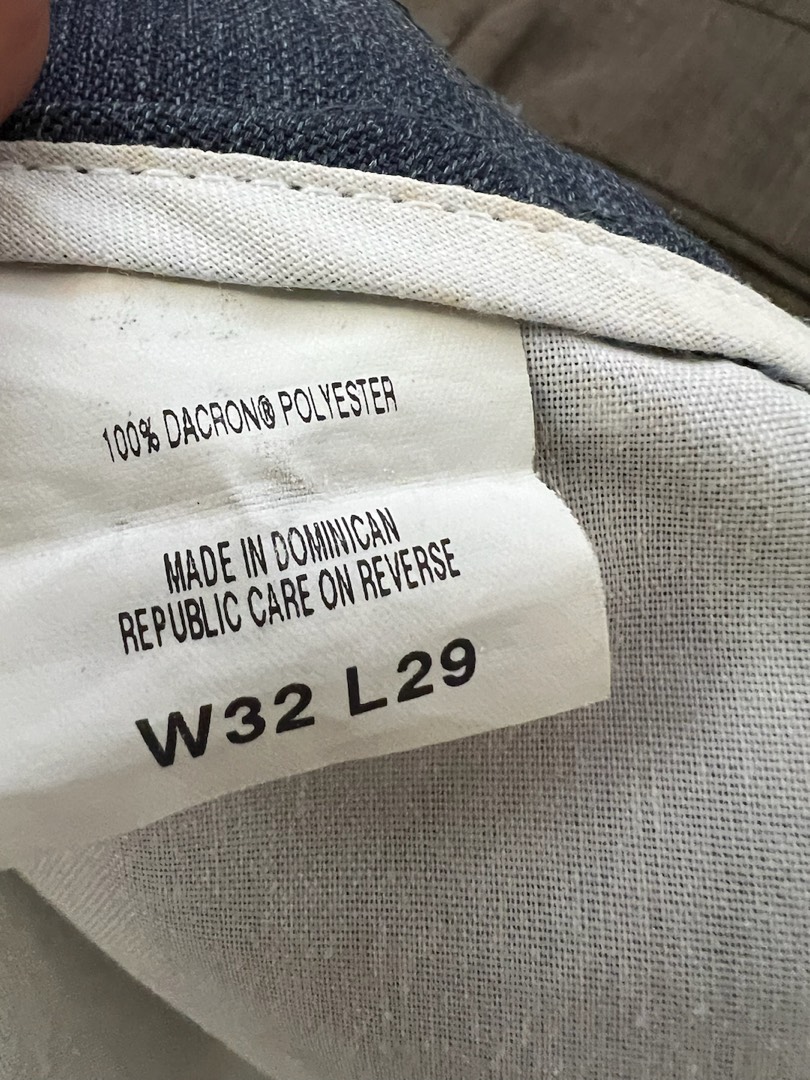 100% DACRON® POLYESTER
MADE IN DOMINICAN
REPUBLIC CARE ON REVERSE
W32 L29